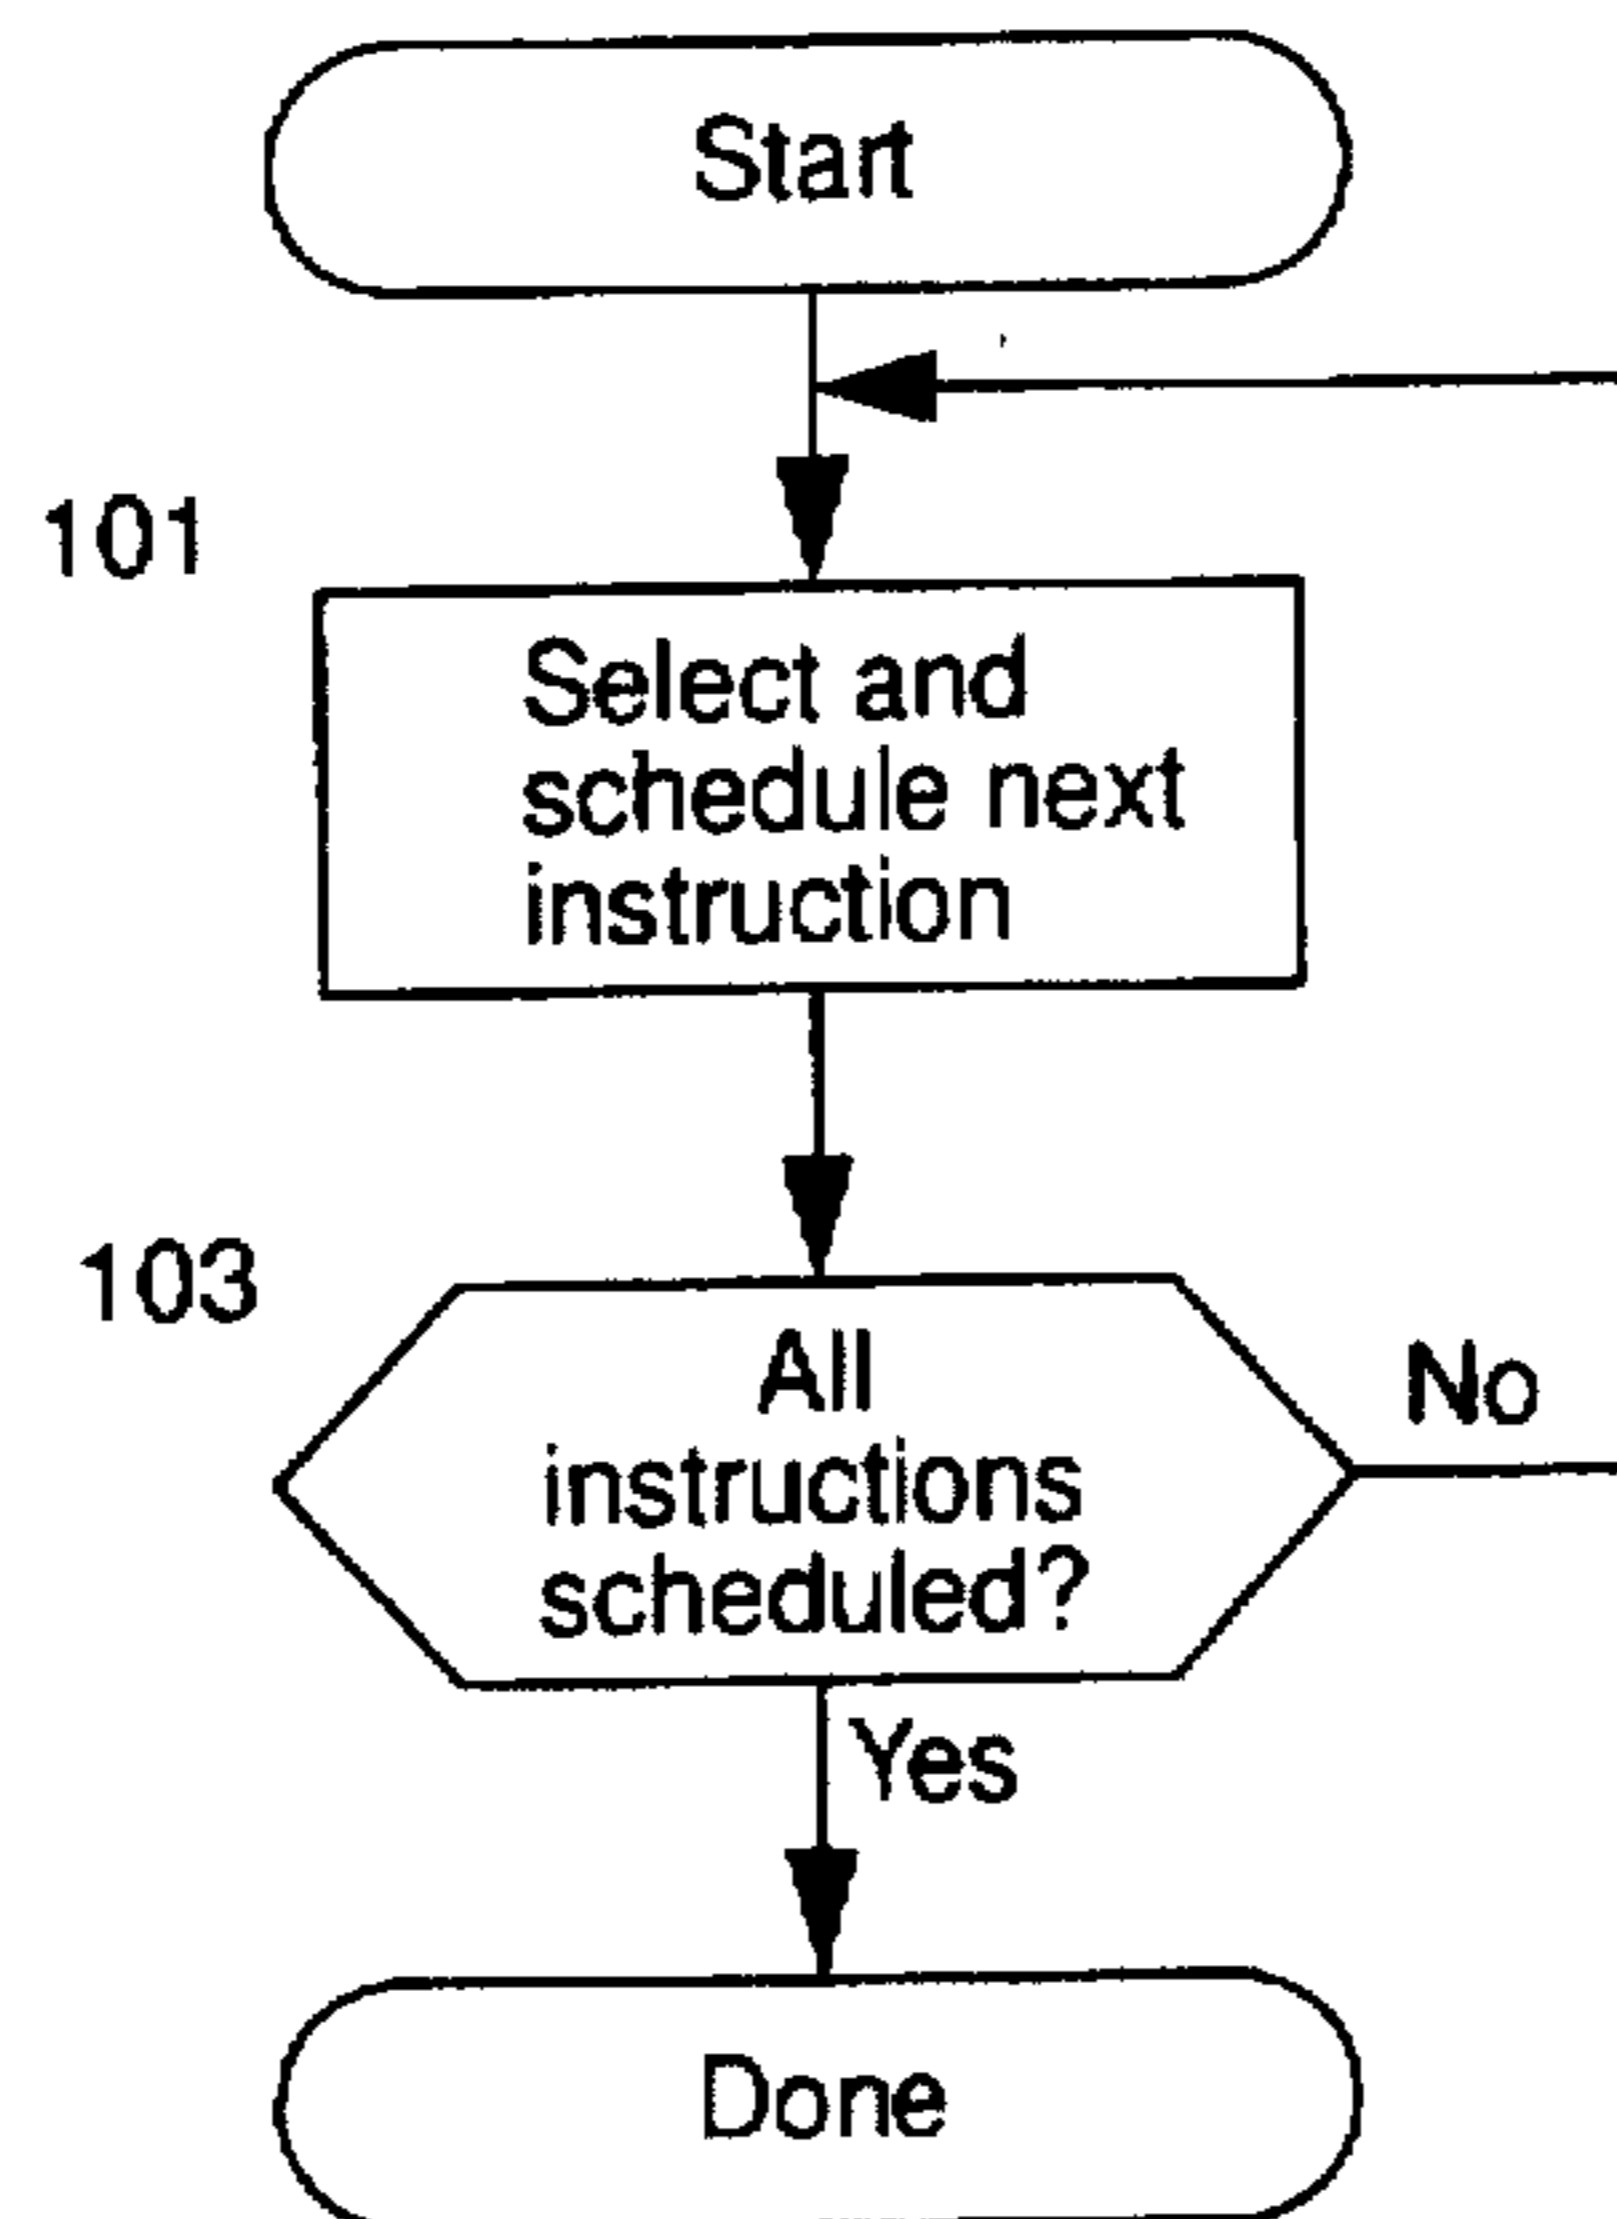 Start
101
Select and
schedule next
instruction
103
All
instructions
scheduled?
No
Yes
Done